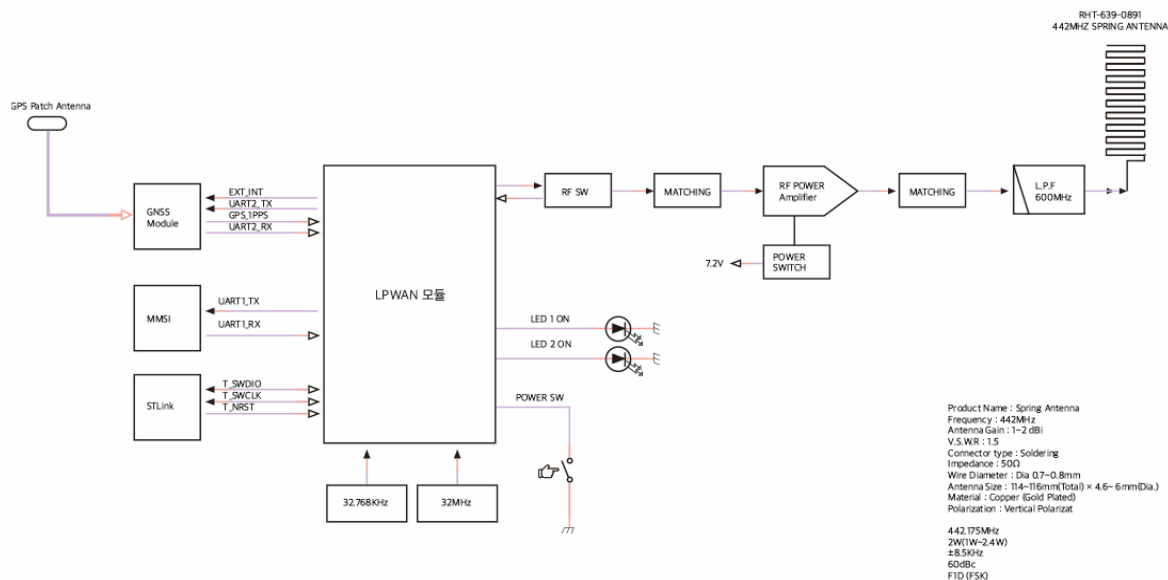 RHT-639-0891
442MHZ SPRING ANTENNA
GPS Patch Antenna
GNSS
Module
EXT_INT
UART2_TX
GPS_1PPS
UART2_RX
MMSI
UART1_TX
UART1_RX
STLink
T_SWDIO
T_SWCLK
T_NRST
LPWAN 모듈
32.768KHz
32MHz
RF SW
MATCHING
RF POWER
Amplifier
MATCHING
L.P.F
600MHz
7.2V
POWER
SWITCH
LED 1 ON
LED 2 ON
POWER SW
Product Name : Spring Antenna
Frequency : 442MHz
Antenna Gain : 1~2 dBi
V.S.W.R : 1.5
Connector type : Soldering
Impedance : 50Ω
Wire Diameter : Dia 0.7~0.8mm
Antenna Size : 114~116mm(Total) × 4.6~ 6mm(Dia.)
Material : Copper (Gold Plated)
Polarization : Vertical Polarizat
442.175MHz
2W(1W~2.4W)
±8.5KHz
60dBc
F1D (FSK)